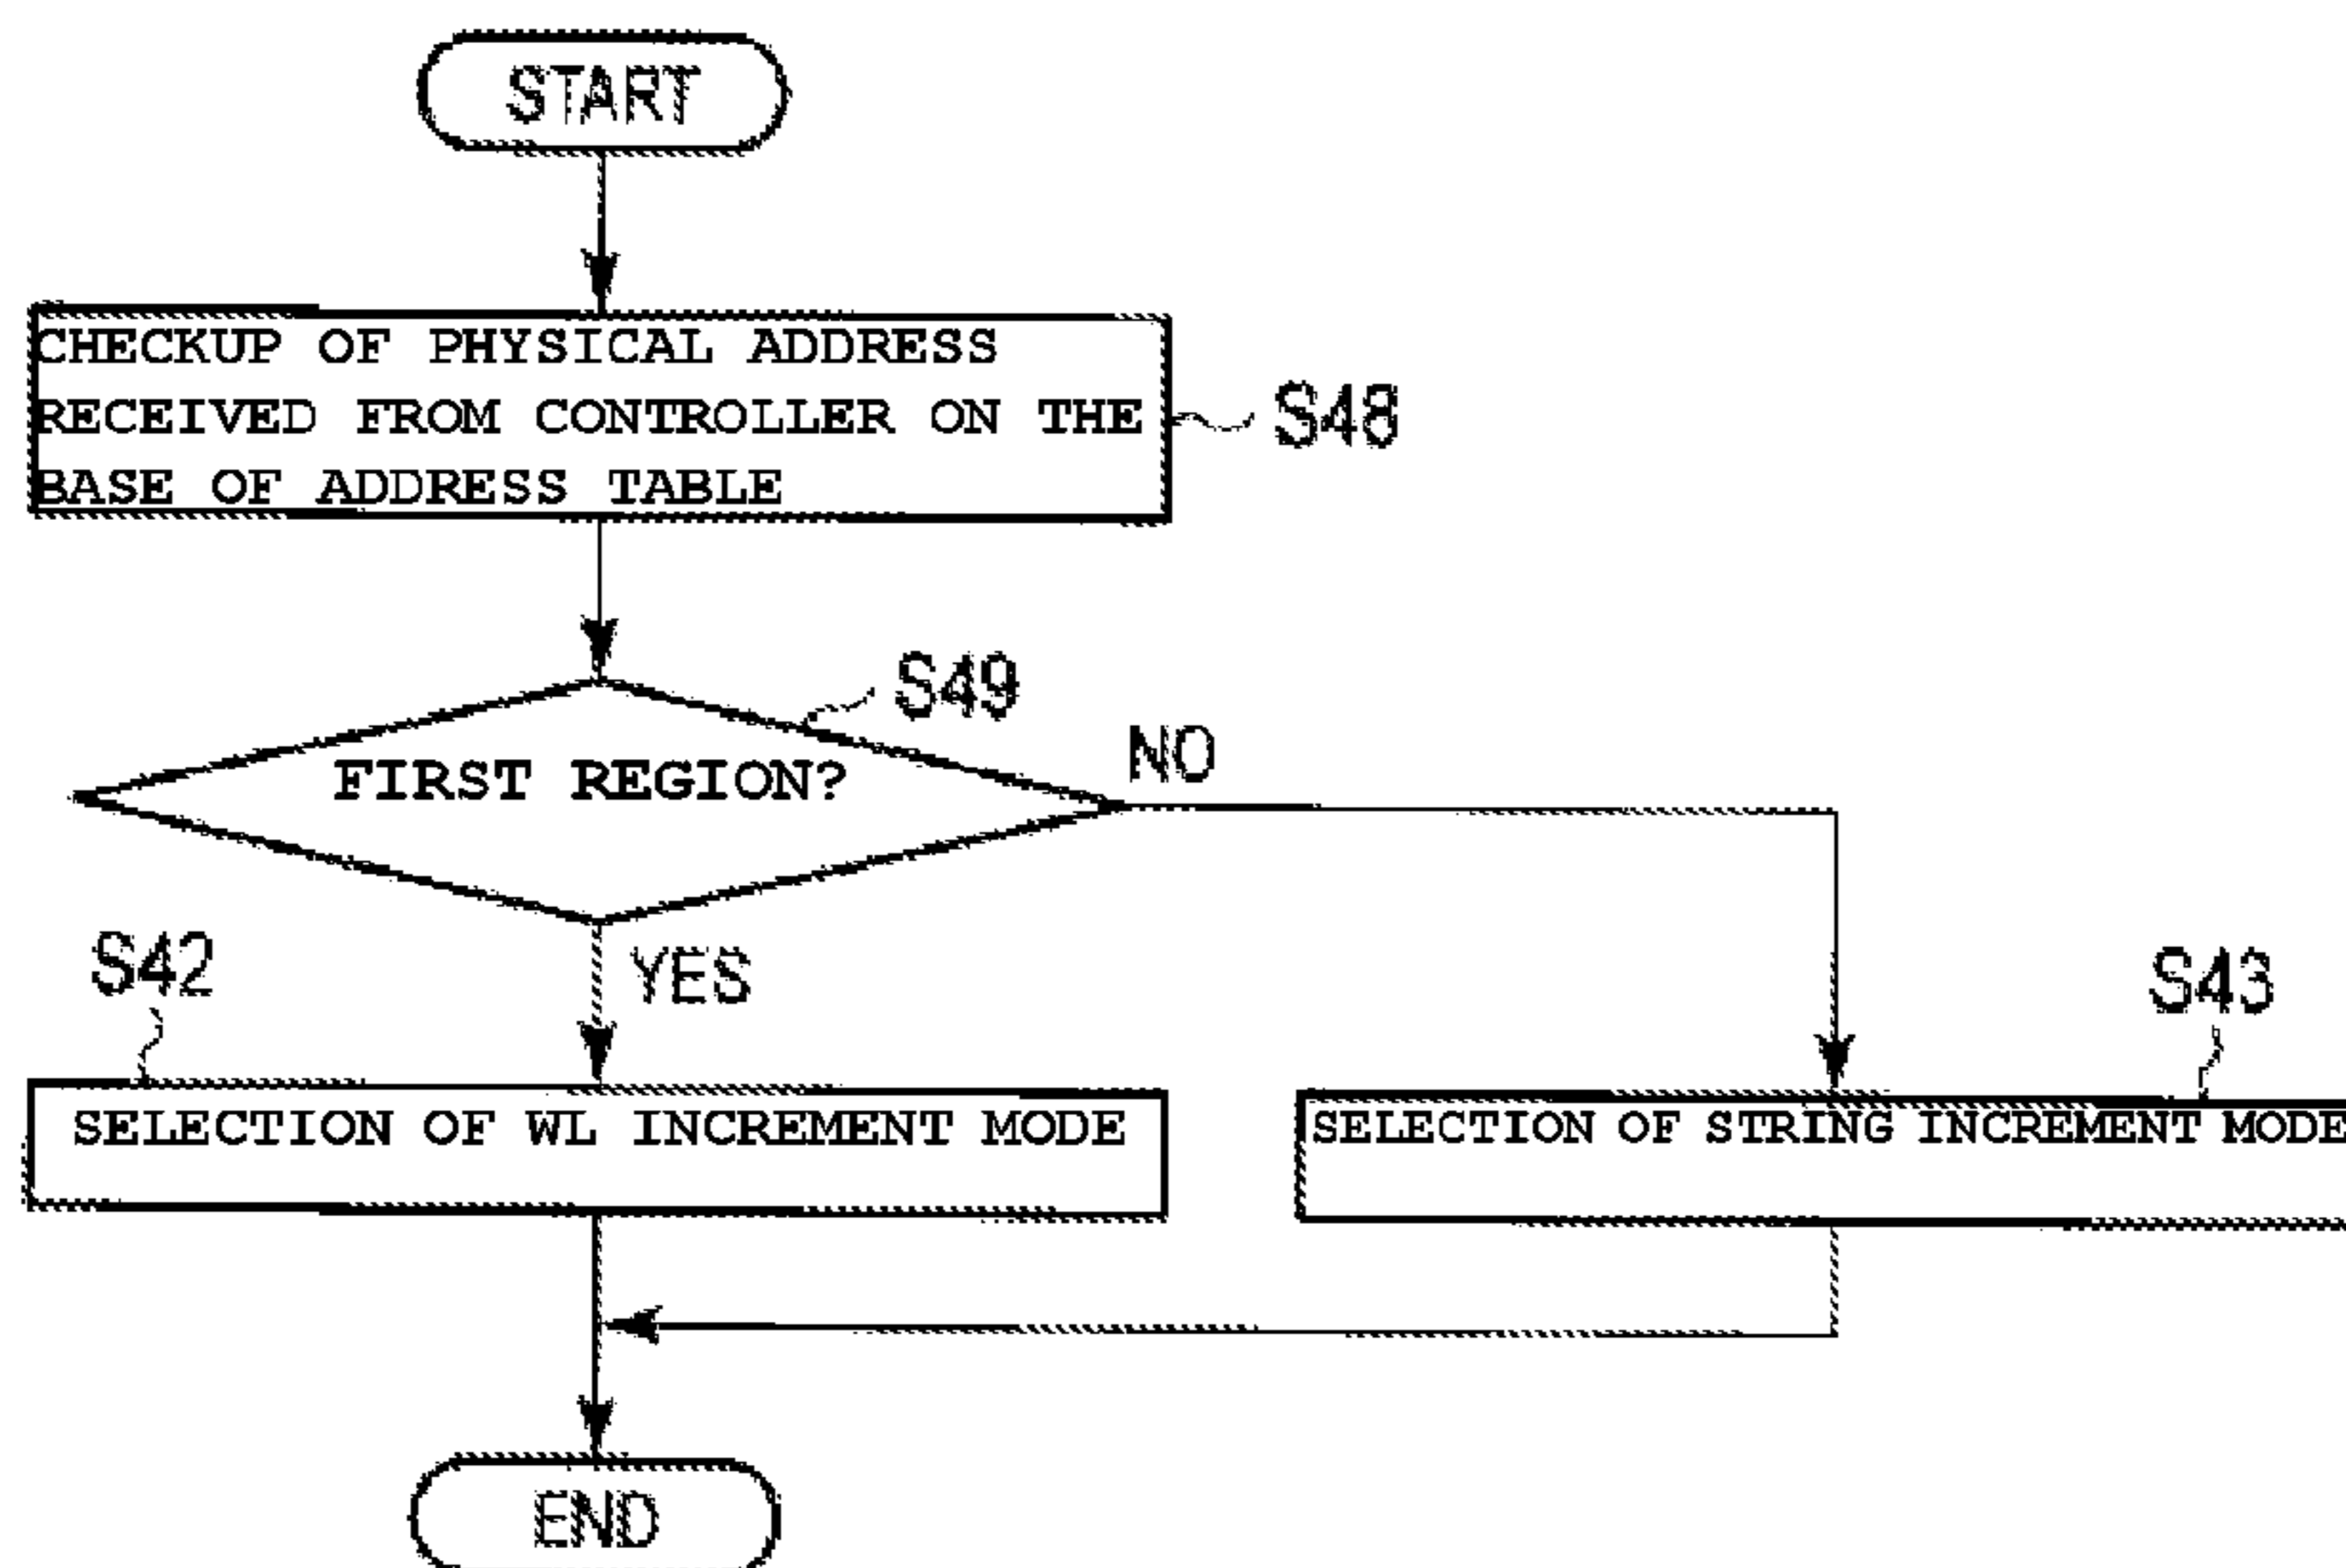 START
CHECKUP OF PHYSICAL ADDRESS
RECEIVED FROM CONTROLLER ON THE
BASE OF ADDRESS TABLE
S48
S49
FIRST REGION?
NO
YES
S42
SELECTION OF WL INCREMENT MODE
S43
SELECTION OF STRING INCREMENT MODE
END